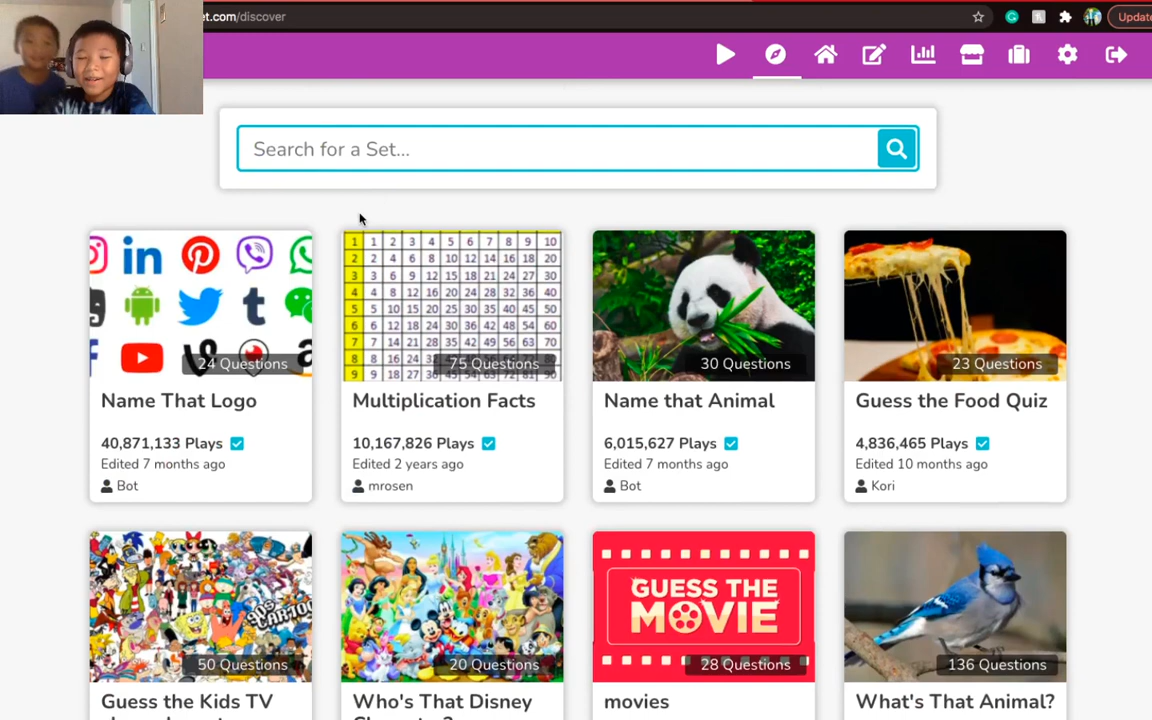 et.com/discover
Update
Search for a Set...
24 Questions
75 Questions
30 Questions
23 Questions
Name That Logo
Multiplication Facts
Name that Animal
Guess the Food Quiz
40,871,133 Plays
10,167,826 Plays
6,015,627 Plays
4,836,465 Plays
Edited 7 months ago
Edited 2 years ago
Edited 7 months ago
Edited 10 months ago
Bot
mrosen
Bot
Kori
GUESS THE
MOVIE
50 Questions
20 Questions
28 Questions
136 Questions
Guess the Kids TV
Who's That Disney
movies
What's That Animal?